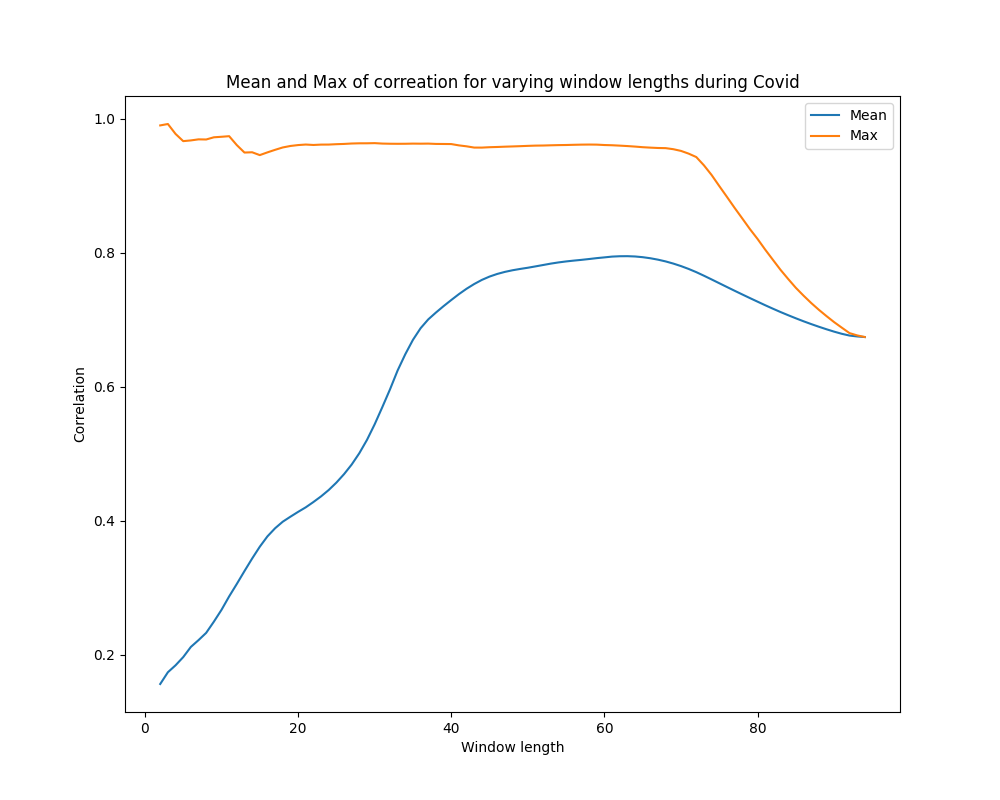 Mean and Max of correation for varying window lengths during Covid
Mean
Max
1.0
0.8
0.6
0.4
0.2
Correlation
0 20 40 60 80
Window length